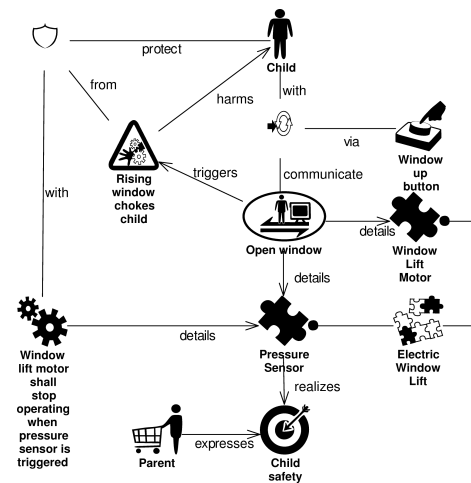 protect
Child
from
harms
with
via
Window
up
button
Rising
window
chokes
child
triggers
communicate
Open window
details
Window
Lift
Motor
with
details
details
Window
lift motor
shall
stop
operating
when
pressure
sensor is
triggered
Pressure
Sensor
Electric
Window
Lift
realizes
Parent
expresses
Child
safety